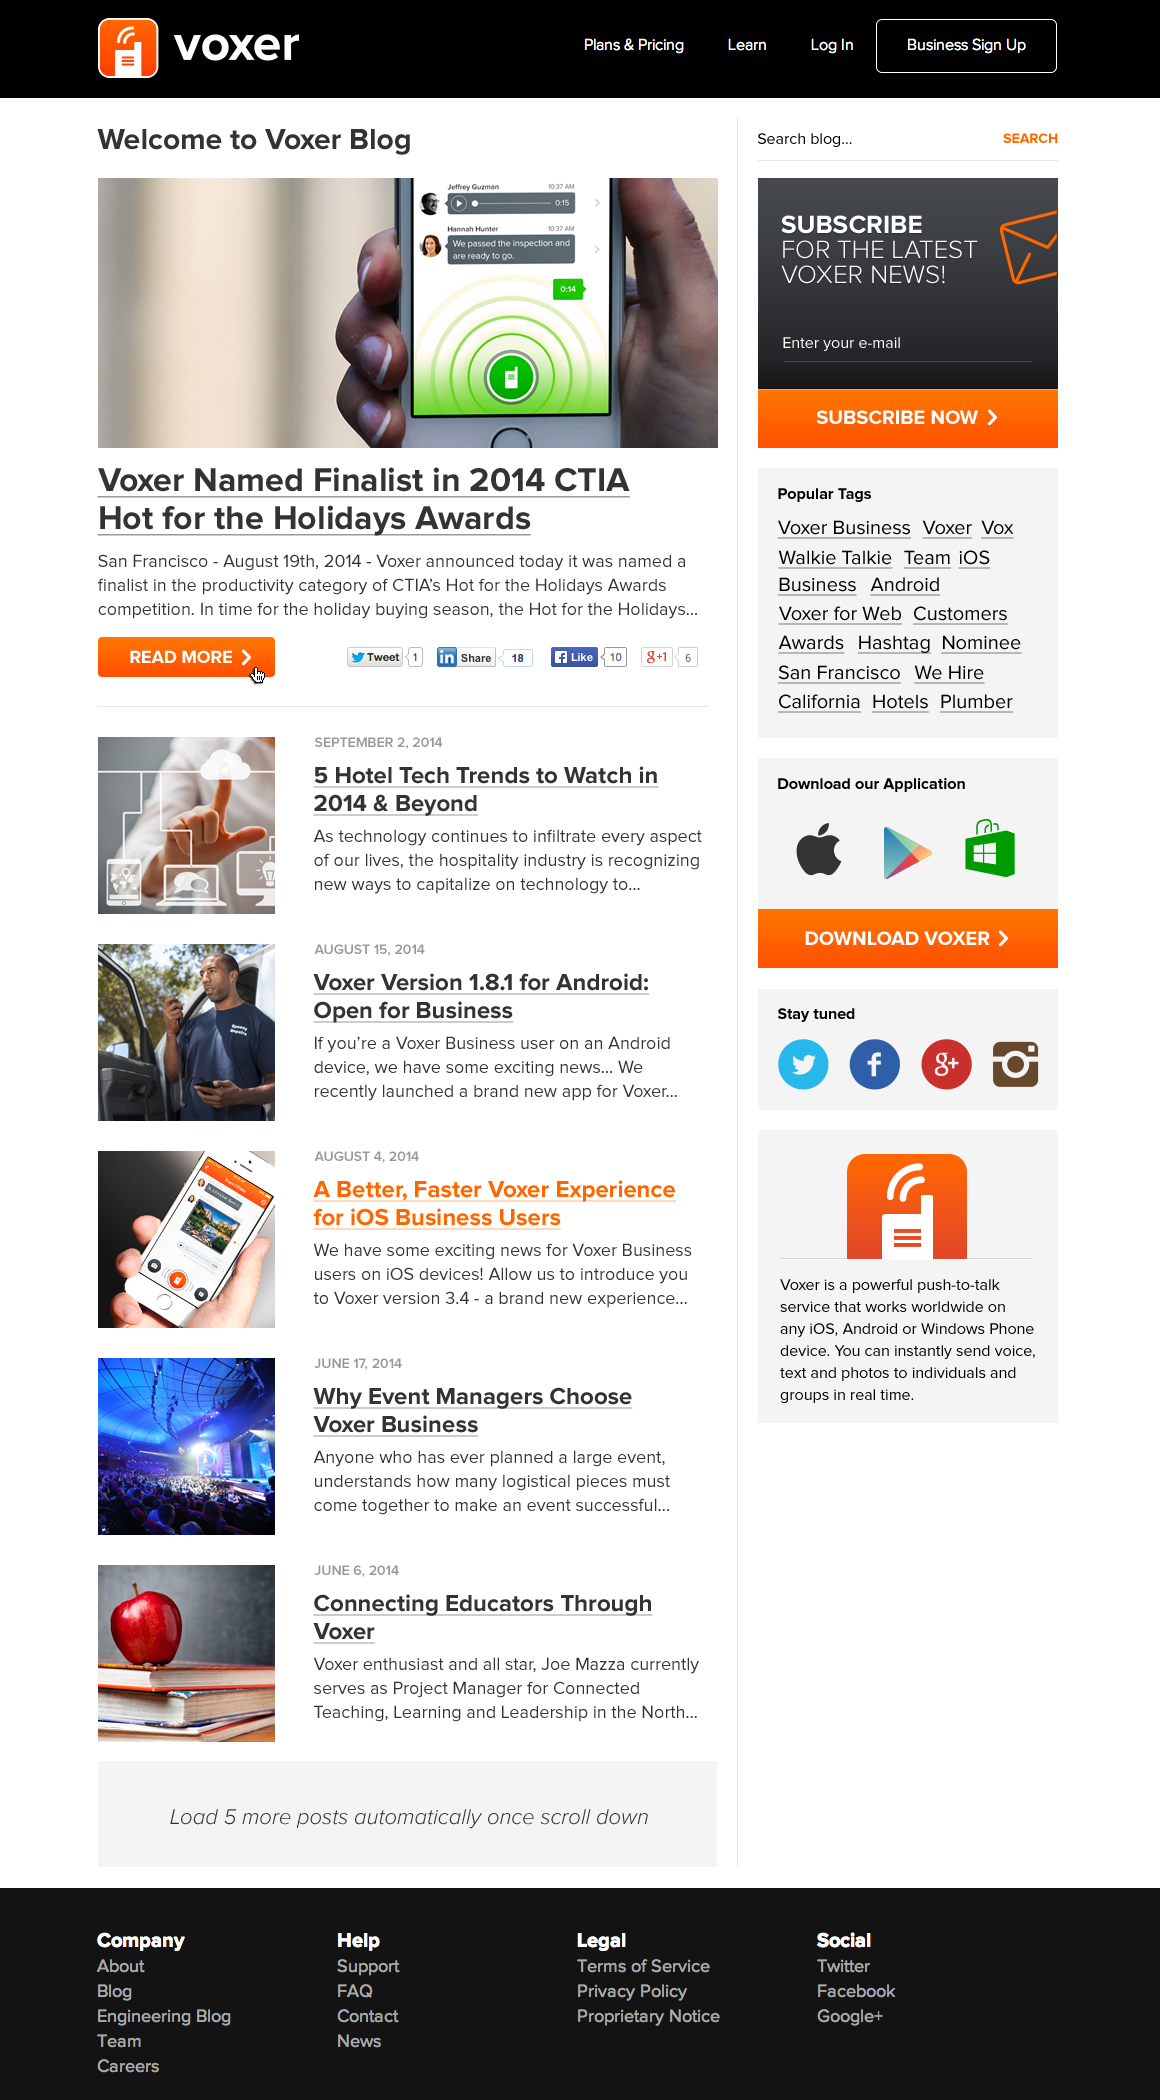 voxer
Plans & Pricing
Learn
Log In
Business Sign Up
Welcome to Voxer Blog
Search blog...
SEARCH
Jeffrey Guzman
10:37 AM
0:15
Hannah Hunter
10:37 AM
We passed the inspection and
are ready to go.
0:14
Voxer Named Finalist in 2014 CTIA
Hot for the Holidays Awards
San Francisco - August 19th, 2014 - Voxer announced today it was named a
finalist in the productivity category of CTIA’s Hot for the Holidays Awards
competition. In time for the holiday buying season, the Hot for the Holidays...
READ MORE
Tweet 1
in Share 18
f Like 10
g+1 6
SEPTEMBER 2, 2014
5 Hotel Tech Trends to Watch in
2014 & Beyond
As technology continues to infiltrate every aspect
of our lives, the hospitality industry is recognizing
new ways to capitalize on technology to...
AUGUST 15, 2014
Voxer Version 1.8.1 for Android:
Open for Business
If you’re a Voxer Business user on an Android
device, we have some exciting news... We
recently launched a brand new app for Voxer...
Speedy
Repairs
AUGUST 4, 2014
A Better, Faster Voxer Experience
for iOS Business Users
We have some exciting news for Voxer Business
users on iOS devices! Allow us to introduce you
to Voxer version 3.4 - a brand new experience...
JUNE 17, 2014
Why Event Managers Choose
Voxer Business
Anyone who has ever planned a large event,
understands how many logistical pieces must
come together to make an event successful...
JUNE 6, 2014
Connecting Educators Through
Voxer
Voxer enthusiast and all star, Joe Mazza currently
serves as Project Manager for Connected
Teaching, Learning and Leadership in the North...
Load 5 more posts automatically once scroll down
SUBSCRIBE
FOR THE LATEST
VOXER NEWS!
Enter your e-mail
SUBSCRIBE NOW
Popular Tags
Voxer Business Voxer Vox
Walkie Talkie Team iOS
Business Android
Voxer for Web Customers
Awards Hashtag Nominee
San Francisco We Hire
California Hotels Plumber
Download our Application
DOWNLOAD VOXER
Stay tuned
f
g+
Voxer is a powerful push-to-talk
service that works worldwide on
any iOS, Android or Windows Phone
device. You can instantly send voice,
text and photos to individuals and
groups in real time.
Company
About
Blog
Engineering Blog
Team
Careers
Help
Support
FAQ
Contact
News
Legal
Terms of Service
Privacy Policy
Proprietary Notice
Social
Twitter
Facebook
Google+